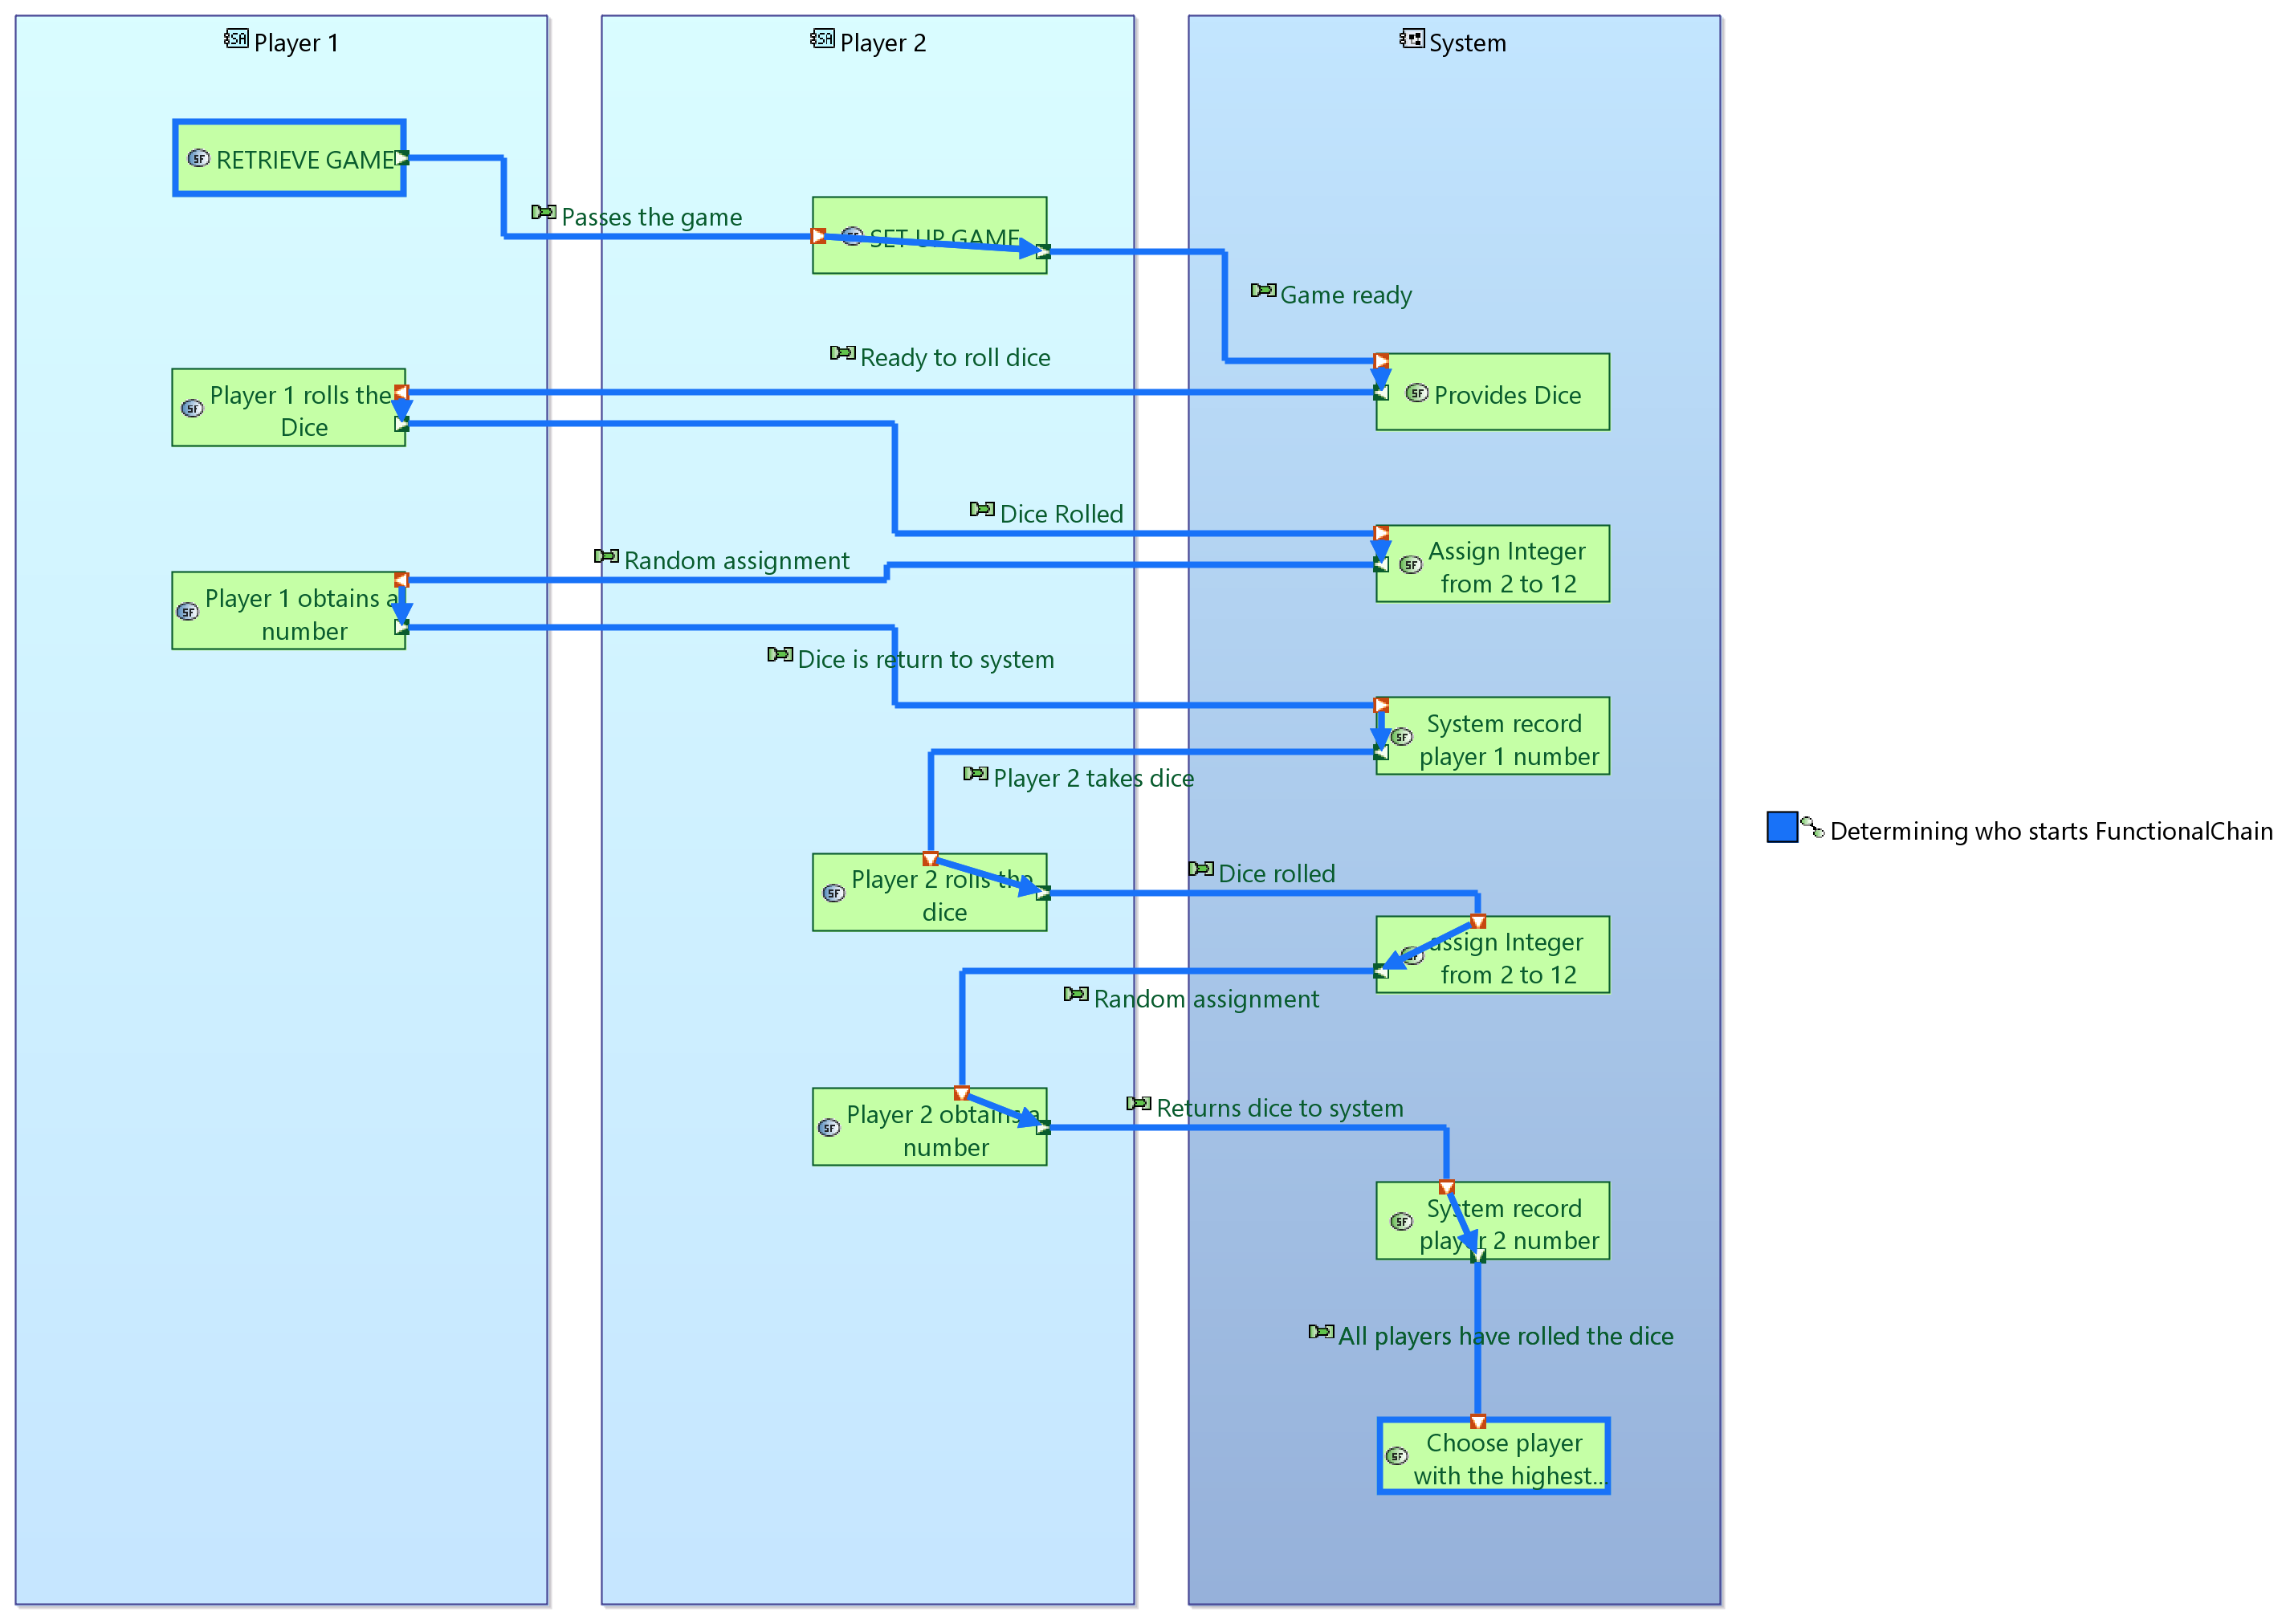 Player 1
Player 2
System
RETRIEVE GAME
Passes the game
SET UP GAME
Game ready
Ready to roll dice
Player 1 rolls the
Dice
Provides Dice
Dice Rolled
Random assignment
Assign Integer
from 2 to 12
Player 1 obtains a
number
Dice is return to system
System record
player 1 number
Player 2 takes dice
Determining who starts FunctionalChain
Player 2 rolls the
dice
Dice rolled
assign Integer
from 2 to 12
Random assignment
Player 2 obtains a
number
Returns dice to system
System record
player 2 number
All players have rolled the dice
Choose player
with the highest...